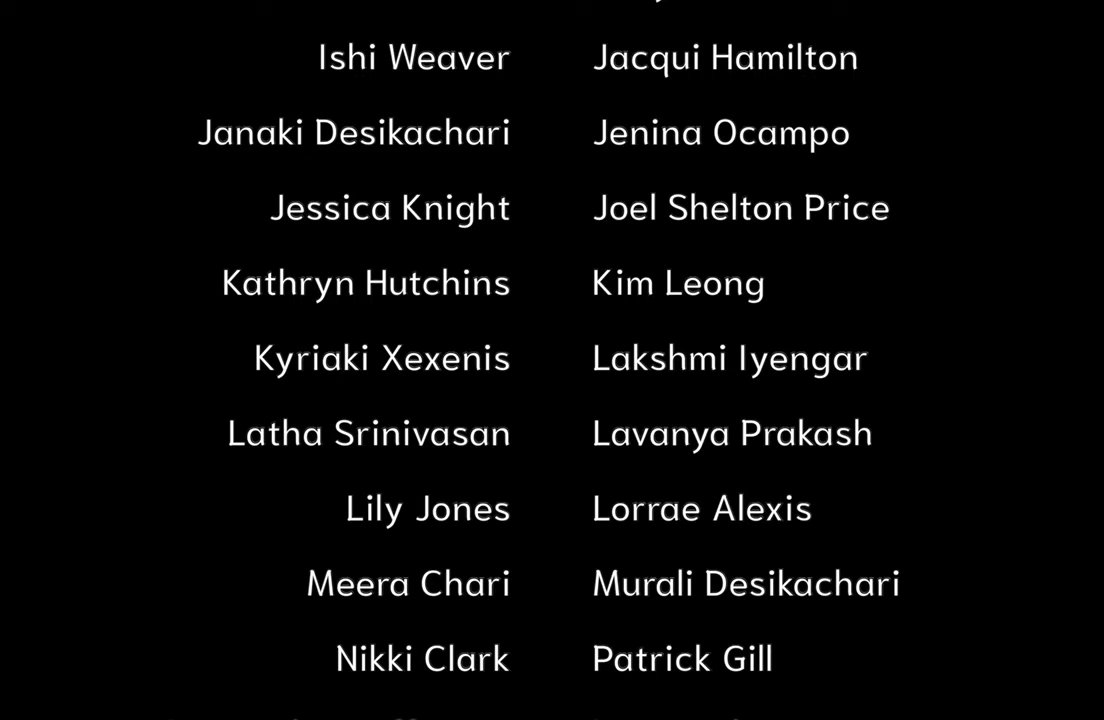 Ishi Weaver Jacqui Hamilton
Janaki Desikachari Jenina Ocampo
Jessica Knight Joel Shelton Price
Kathryn Hutchins Kim Leong
Kyriaki Xexenis Lakshmi Iyengar
Latha Srinivasan Lavanya Prakash
Lily Jones Lorrae Alexis
Meera Chari Murali Desikachari
Nikki Clark Patrick Gill